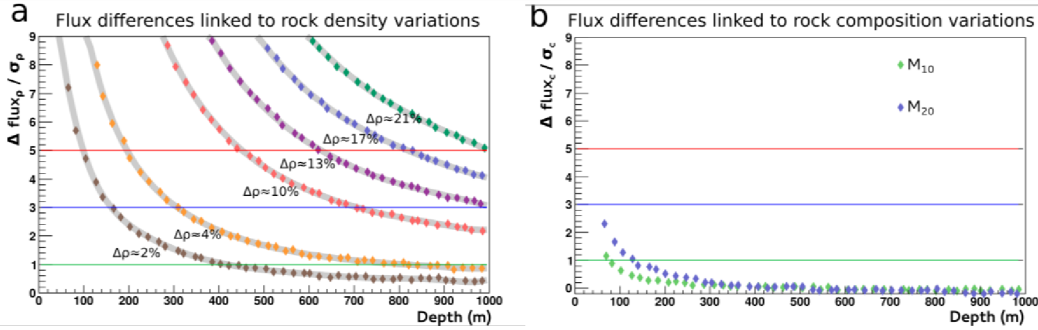 a
Flux differences linked to rock density variations
Δ flux_ρ / σ_ρ
9
8
7
6
5
4
3
2
1
0
Δρ≈21%
Δρ≈17%
Δρ≈13%
Δρ≈10%
Δρ≈4%
Δρ≈2%
0 100 200 300 400 500 600 700 800 900 1000
Depth (m)
b
Flux differences linked to rock composition variations
Δ flux_c / σ_c
9
8
7
6
5
4
3
2
1
0
M₁₀
M₂₀
0 100 200 300 400 500 600 700 800 900 1000
Depth (m)